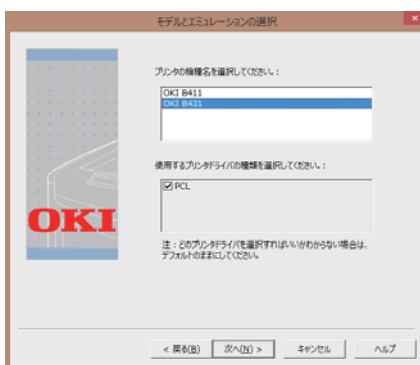 モデルとエミュレーションの選択
プリンタの機種名を選択してください。:
OKI B411
OKI B431
使用するプリンタドライバの種類を選択してください。:
PCL
注:どのプリンタドライバを選択すればいいかわからない場合は、
デフォルトのままにしてください。
OKI
< 戻る(B)
次へ(N) >
キャンセル
ヘルプ